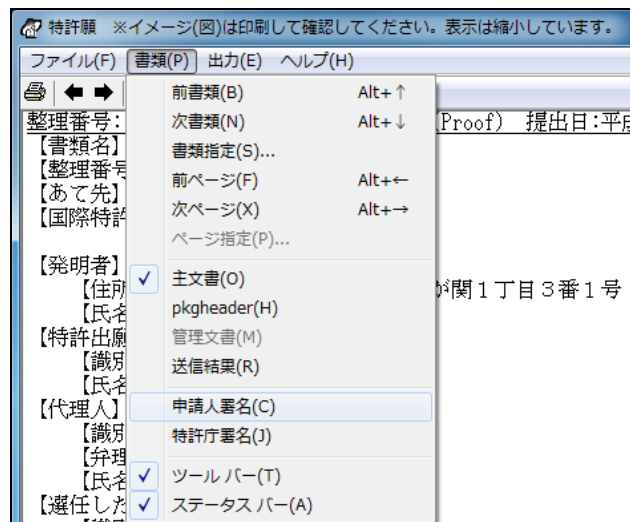 特許願 ※イメージ(図)は印刷して確認してください。表示は縮小しています。
ファイル(F) 書類(P) 出力(E) ヘルプ(H)
前書類(B) Alt+↑
整理番号: 次書類(N) Alt+↓ (Proof) 提出日:平成
【書類名】 書類指定(S)...
【整理番号 前ページ(F) Alt+←
【あて先】 次ページ(X) Alt+→
【国際特許 ページ指定(P)...
【発明者】 主文書(O)
【住所 pkgheader(H) が関1丁目3番1号
【氏名 管理文書(M)
【特許出願 送信結果(R)
【識別
【氏名 申請人署名(C)
【代理人】 特許庁署名(J)
【識別
【弁理 ツール バー(T)
【氏名 ステータス バー(A)
【選任した